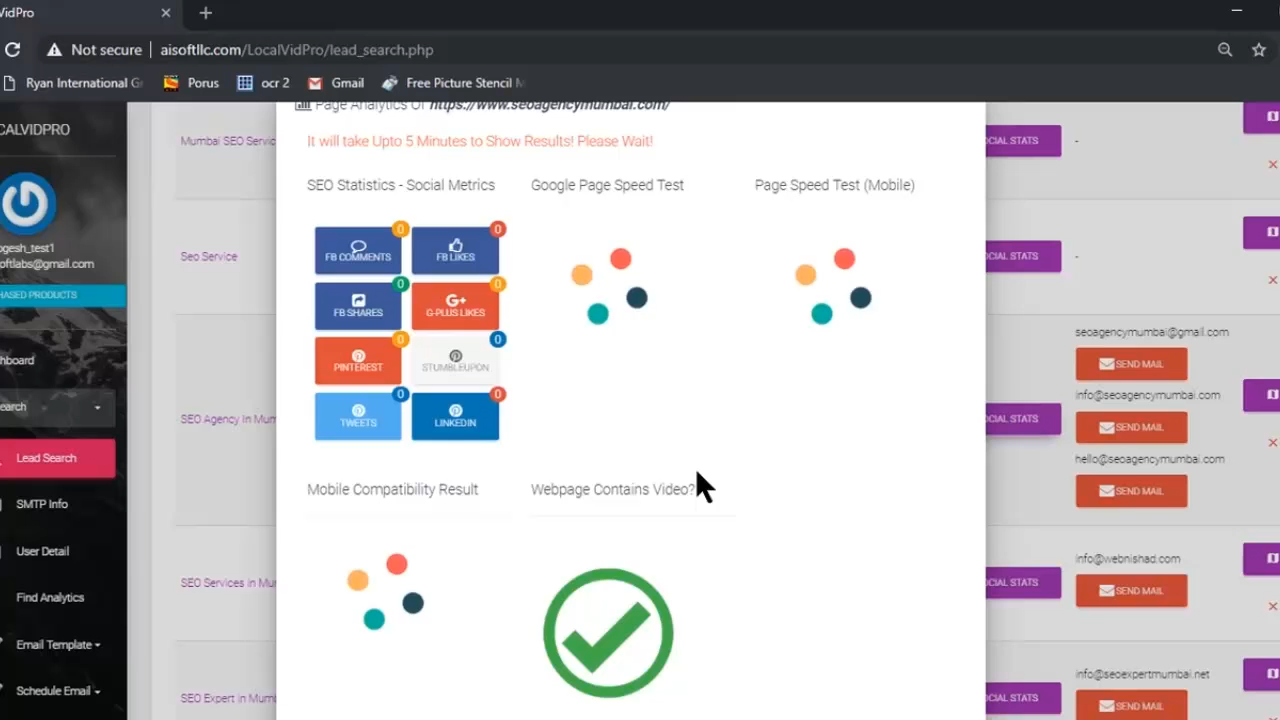 VidPro
Not secure
aisoftllc.com/LocalVidPro/lead_search.php
Ryan International Gr
Porus
ocr 2
Gmail
Free Picture Stencil M
Page Analytics Of https://www.seoagencymumbai.com/
It will take Upto 5 Minutes to Show Results! Please Wait!
SEO Statistics - Social Metrics
Google Page Speed Test
Page Speed Test (Mobile)
0
FB COMMENTS
0
FB LIKES
0
FB SHARES
0
G+
G-PLUS LIKES
0
PINTEREST
0
STUMBLEUPON
0
TWEETS
0
LINKEDIN
Mobile Compatibility Result
Webpage Contains Video?
CALVIDPRO
ogesh_test1
softlabs@gmail.com
HASED PRODUCTS
hboard
earch
Lead Search
SMTP Info
User Detail
Find Analytics
Email Template
Schedule Email
Mumbai SEO Servic
CIAL STATS
-
Seo Service
OCIAL STATS
-
SEO Agency In Mum
OCIAL STATS
seoagencymumbai@gmail.com
SEND MAIL
info@seoagencymumbai.com
SEND MAIL
hello@seoagencymumbai.com
SEND MAIL
SEO Services in Mum
OCIAL STATS
info@webnishad.com
SEND MAIL
SEO Expert in Mumb
OCIAL STATS
info@seoexpertmumbai.net
SEND MAIL